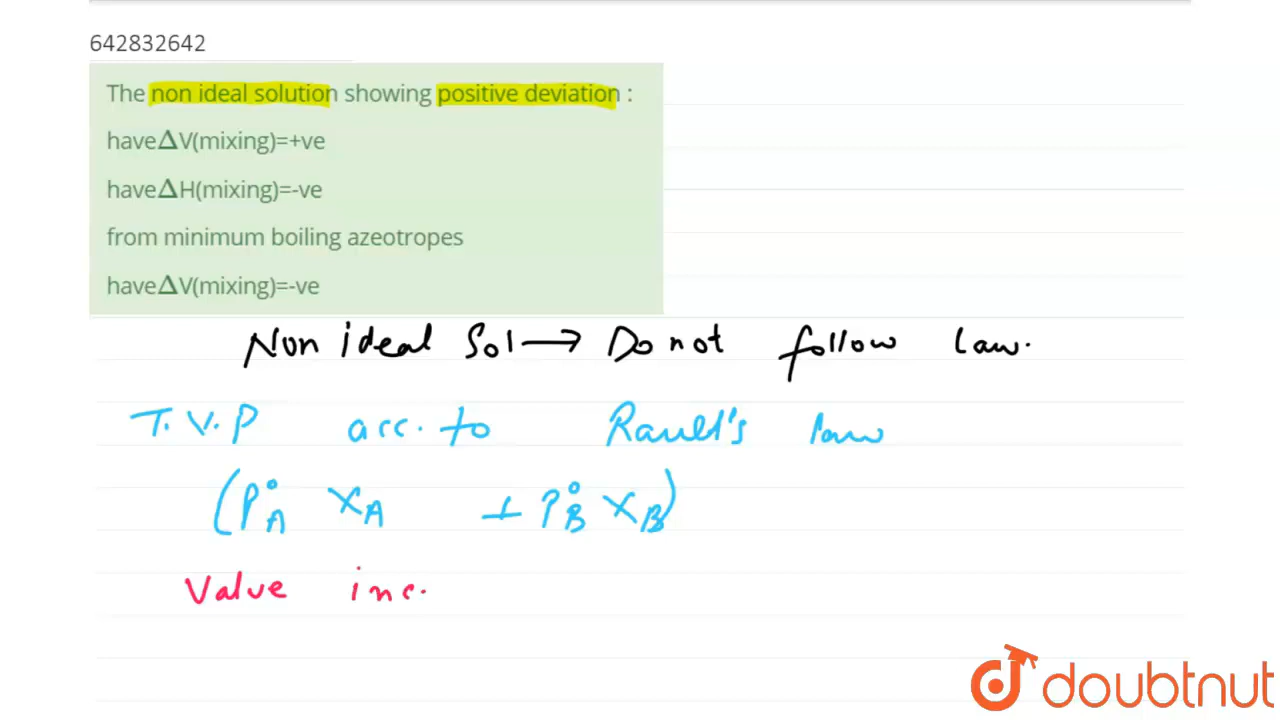 642832642
The non ideal solution showing positive deviation :
haveΔV(mixing)=+ve
haveΔH(mixing)=-ve
from minimum boiling azeotropes
haveΔV(mixing)=-ve
Non ideal Sol → Do not follow law.
T.V.P acc. to Rault's law
(P°A XA + P°B XB)
Value inc.
doubtnut